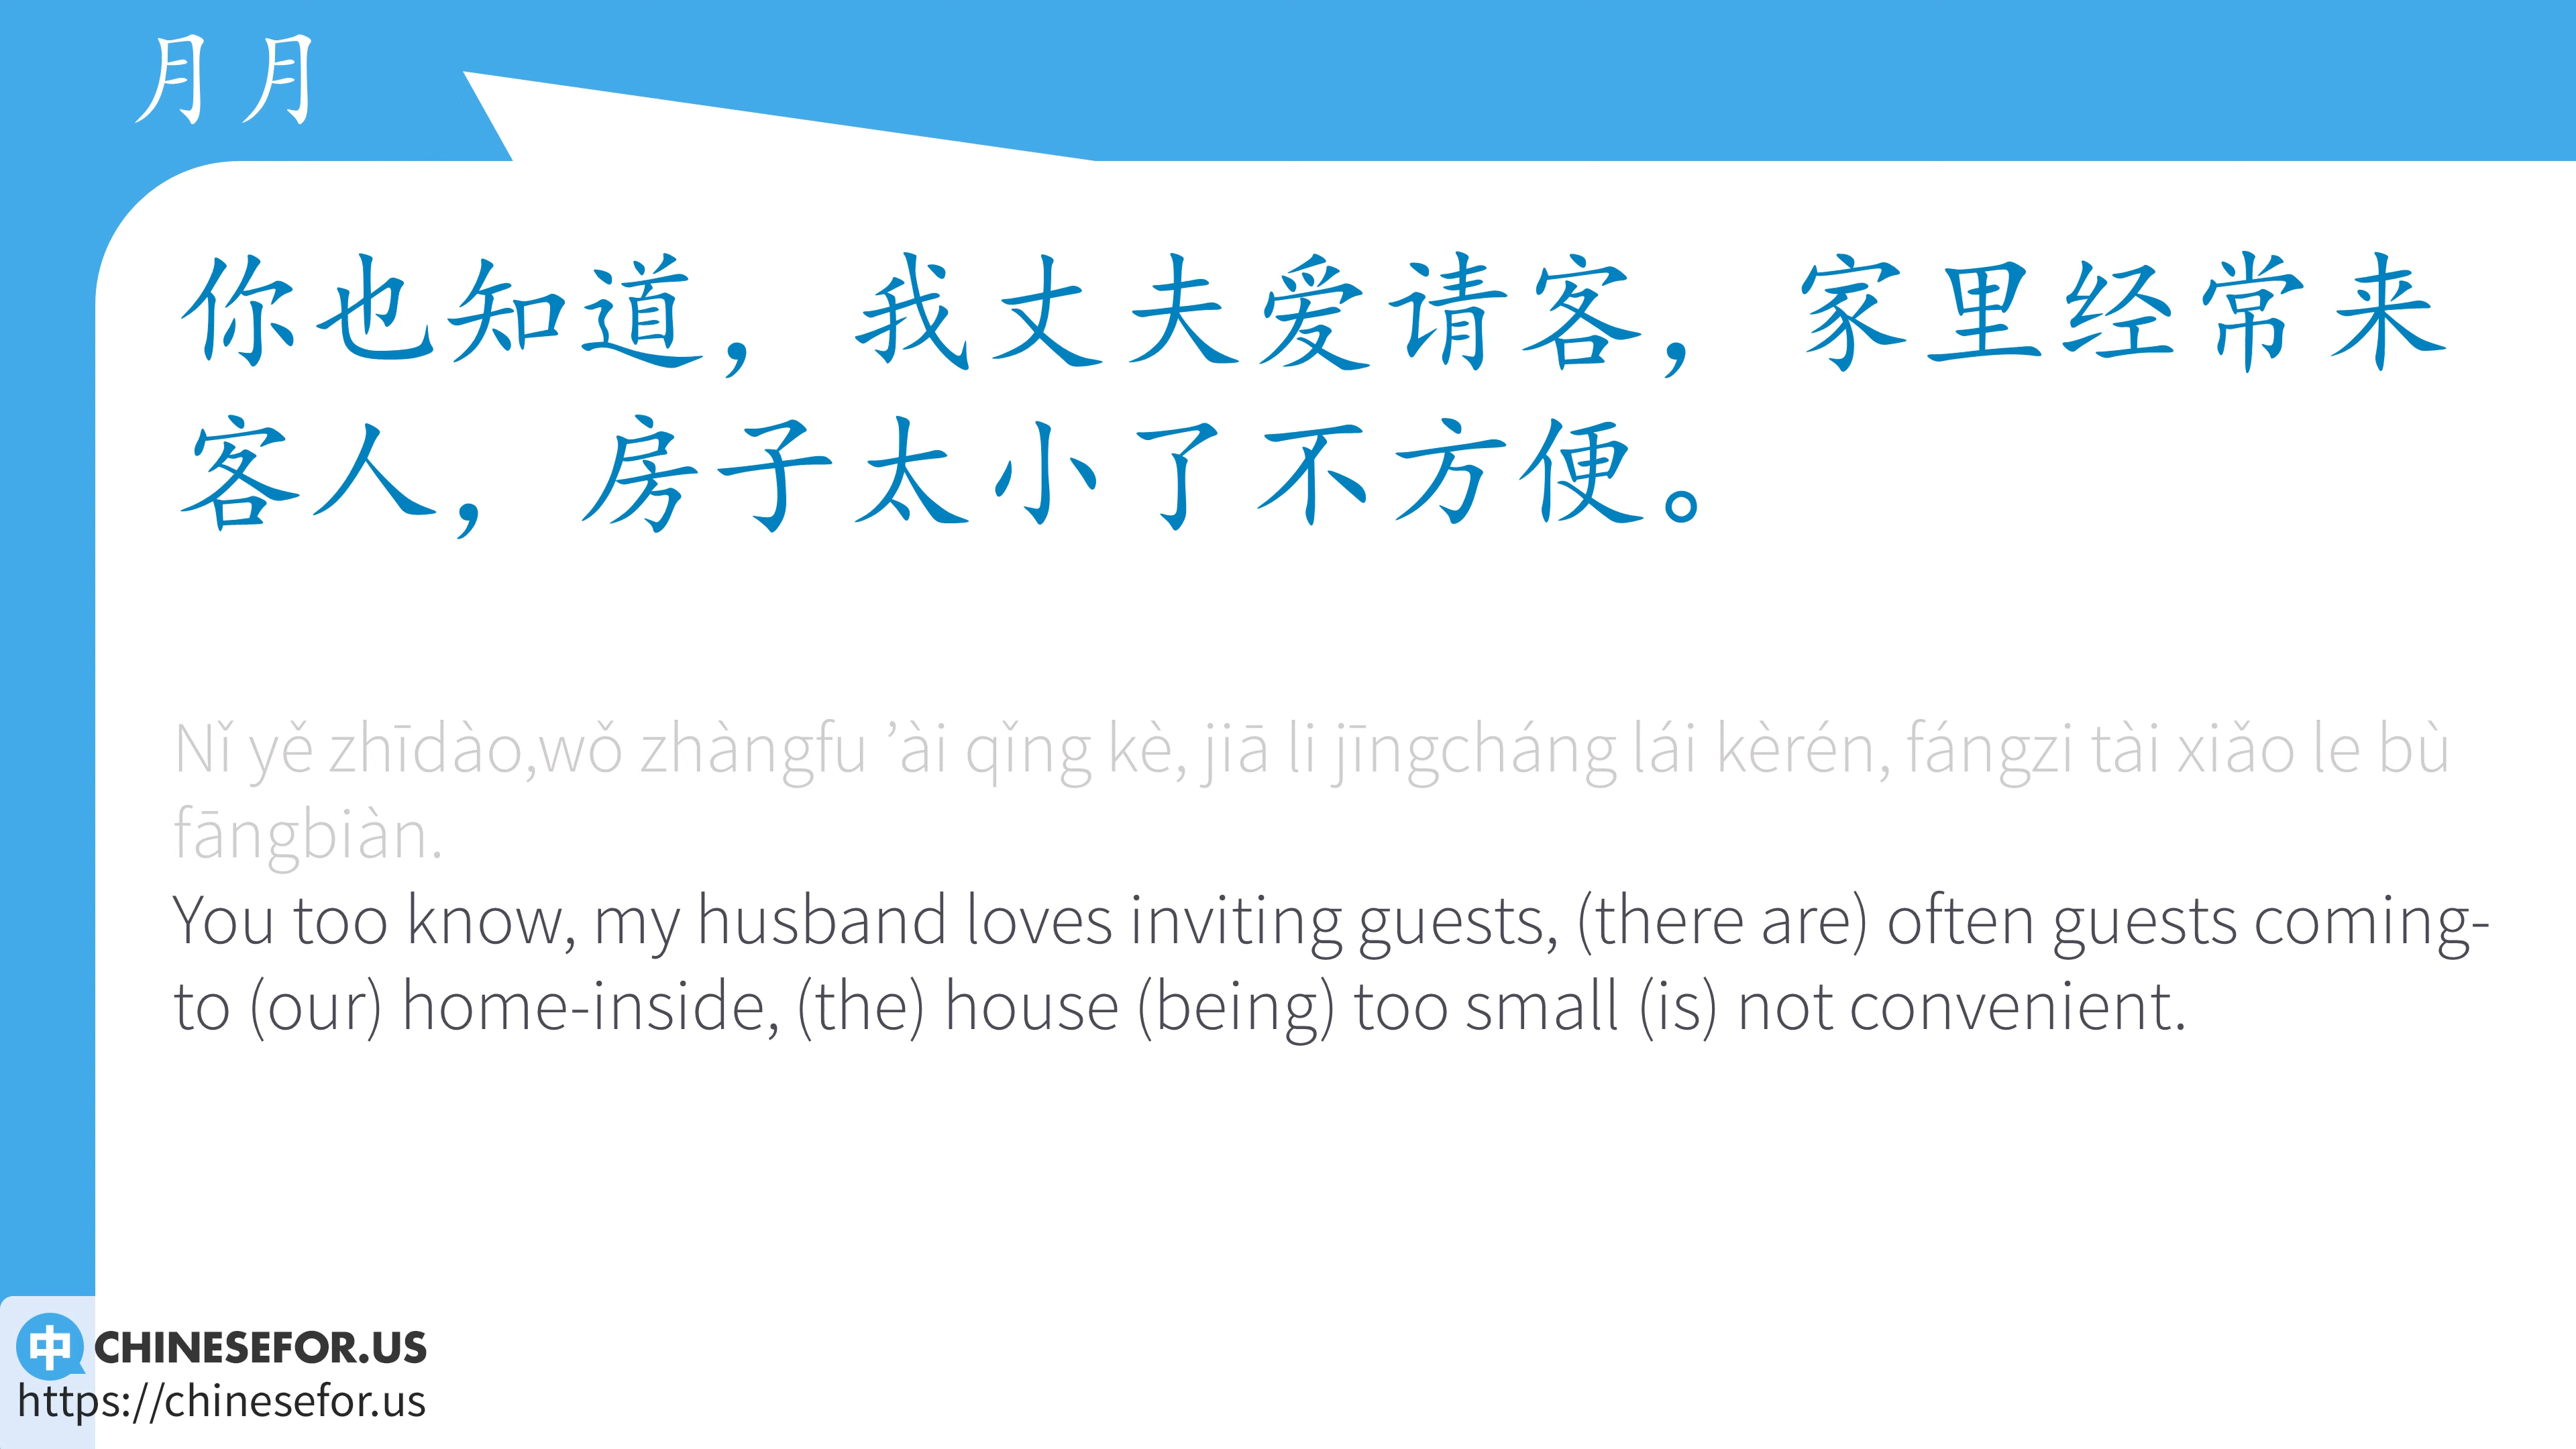 月月
你也知道，我丈夫爱请客，家里经常来
客人，房子太小了不方便。
Nǐ yě zhīdào,wǒ zhàngfu ’ài qǐng kè, jiā li jīngcháng lái kèrén, fángzi tài xiǎo le bù
fāngbiàn.
You too know, my husband loves inviting guests, (there are) often guests coming-
to (our) home-inside, (the) house (being) too small (is) not convenient.
中 CHINESEFOR.US
https://chinesefor.us